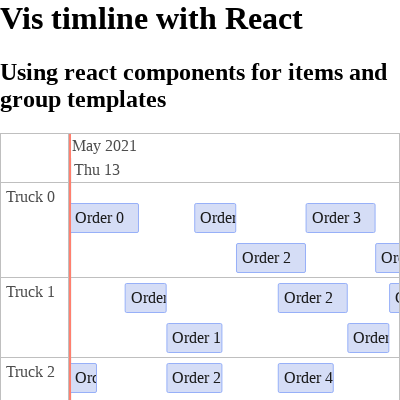 Vis timline with React
Using react components for items and
group templates
May 2021
Thu 13
Truck 0
Order 0
Order
Order 3
Order 2
Or
Truck 1
Order
Order 2
Order 1
Order
Truck 2
Ord
Order 2
Order 4